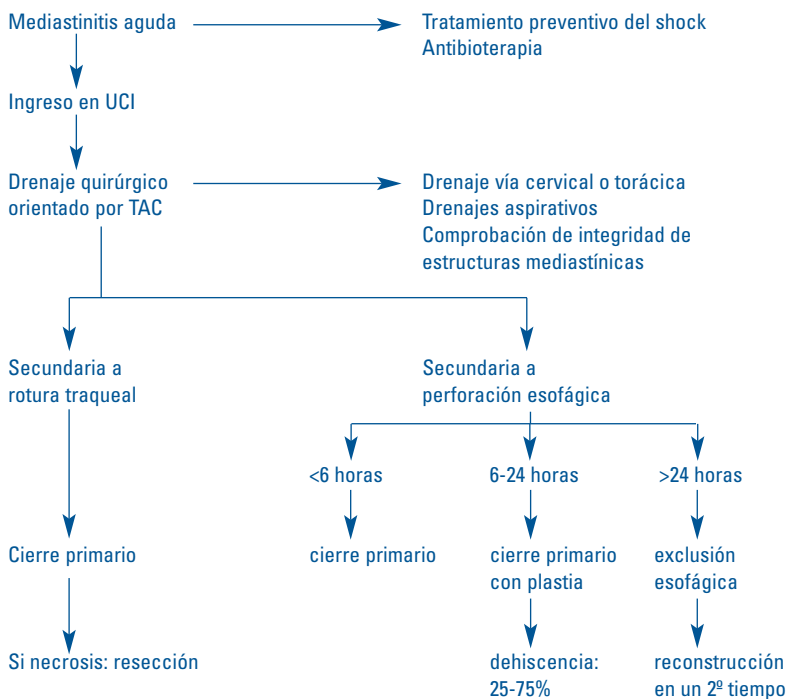 Mediastinitis aguda
Tratamiento preventivo del shock
Antibioterapia
Ingreso en UCI
Drenaje quirúrgico
orientado por TAC
Drenaje vía cervical o torácica
Drenajes aspirativos
Comprobación de integridad de
estructuras mediastínicas
Secundaria a
rotura traqueal
Secundaria a
perforación esofágica
<6 horas
6-24 horas
>24 horas
Cierre primario
cierre primario
cierre primario
con plastia
exclusión
esofágica
Si necrosis: resección
dehiscencia:
25-75%
reconstrucción
en un 2º tiempo